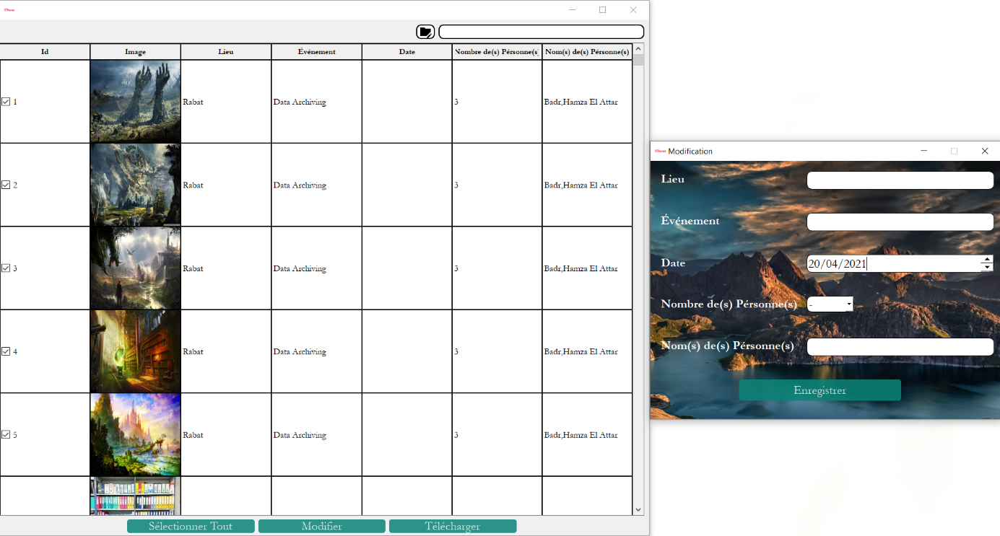 Id Image Lieu Événement Date Nombre de(s) Pérsonne(s) Nom(s) de(s) Pérsonne(s)
1 Rabat Data Archiving 3 Badr,Hamza El Attar
2 Rabat Data Archiving 3 Badr,Hamza El Attar
3 Rabat Data Archiving 3 Badr,Hamza El Attar
4 Rabat Data Archiving 3 Badr,Hamza El Attar
5 Rabat Data Archiving 3 Badr,Hamza El Attar
Sélectionner Tout Modifier Télécharger
Modification
Lieu
Événement
Date 20/04/2021
Nombre de(s) Pérsonne(s) -
Nom(s) de(s) Pérsonne(s)
Enregistrer